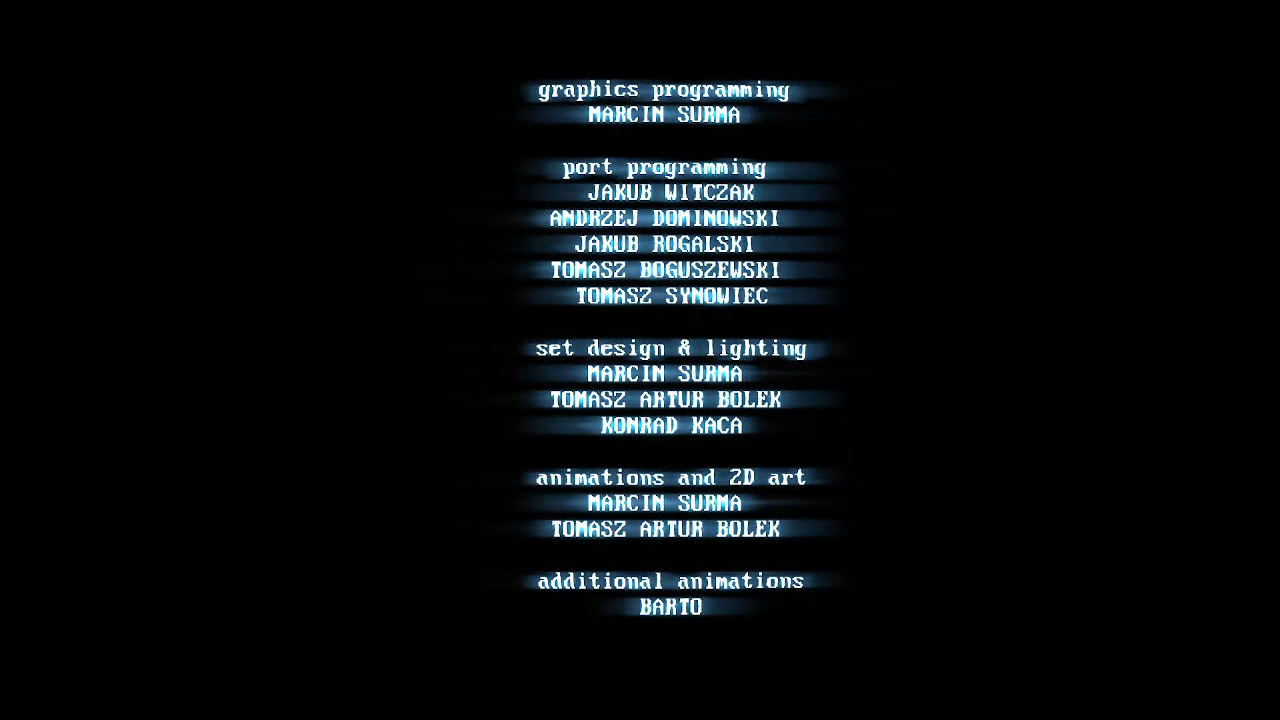 graphics programming
MARCIN SURMA
port programming
JAKUB WITCZAK
ANDRZEJ DOMINOWSKI
JAKUB ROGALSKI
TOMASZ BOGUSZEWSKI
TOMASZ SYNOWIEC
set design & lighting
MARCIN SURMA
TOMASZ ARTUR BOLEK
KONRAD KACA
animations and 2D art
MARCIN SURMA
TOMASZ ARTUR BOLEK
additional animations
BARTO